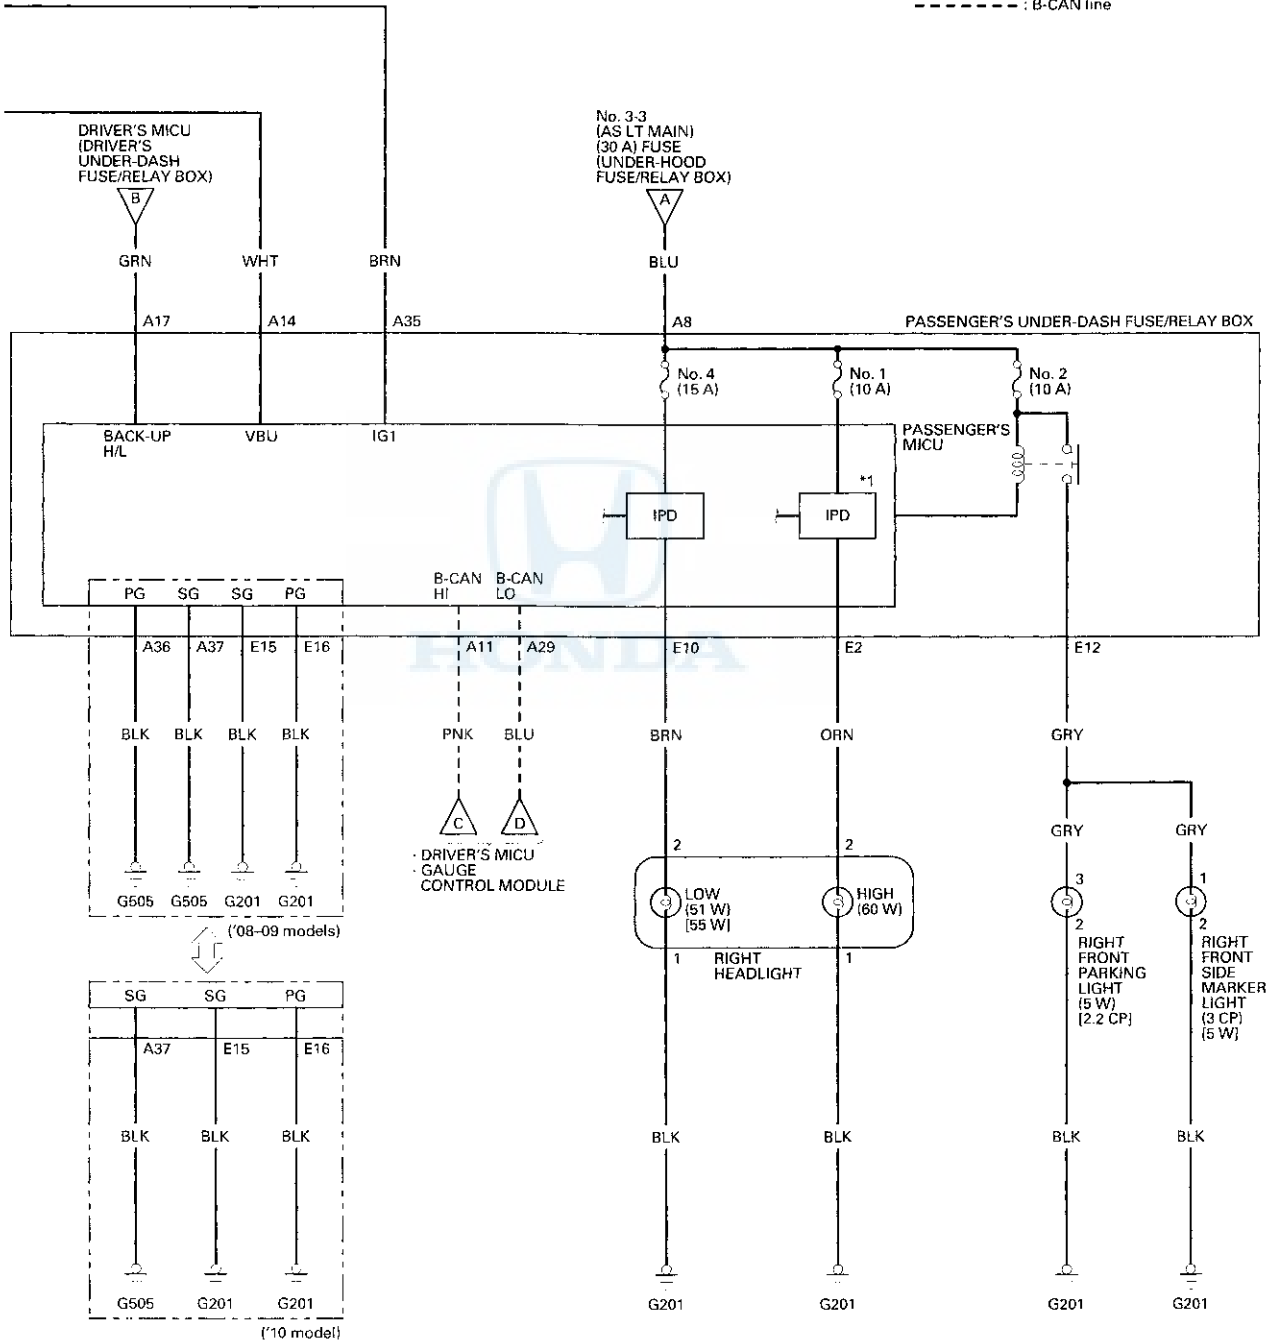 : B-CAN line
DRIVER'S MICU
(DRIVER'S
UNDER-DASH
FUSE/RELAY BOX)
B
No. 3-3
(AS LT MAIN)
(30 A) FUSE
(UNDER-HOOD
FUSE/RELAY BOX)
A
GRN
WHT
BRN
BLU
A17
A14
A35
A8
PASSENGER'S UNDER-DASH FUSE/RELAY BOX
No. 4
(15 A)
No. 1
(10 A)
No. 2
(10 A)
BACK-UP
H/L
VBU
IG1
PASSENGER'S
MICU
*1
IPD
IPD
PG
SG
SG
PG
B-CAN
HI
B-CAN
LO
HONDA
A36
A37
E15
E16
A11
A29
E10
E2
E12
BLK
BLK
BLK
BLK
PNK
BLU
BRN
ORN
GRY
C
D
· DRIVER'S MICU
· GAUGE
CONTROL MODULE
GRY
GRY
G505
G505
G201
G201
('08-09 models)
2
2
3
1
LOW
(51 W)
[55 W]
HIGH
(60 W)
1
RIGHT
HEADLIGHT
1
2
RIGHT
FRONT
PARKING
LIGHT
(5 W)
[2.2 CP]
2
RIGHT
FRONT
SIDE
MARKER
LIGHT
(3 CP)
(5 W)
SG
SG
PG
A37
E15
E16
BLK
BLK
BLK
BLK
BLK
BLK
BLK
G505
G201
G201
G201
G201
G201
G201
('10 model)